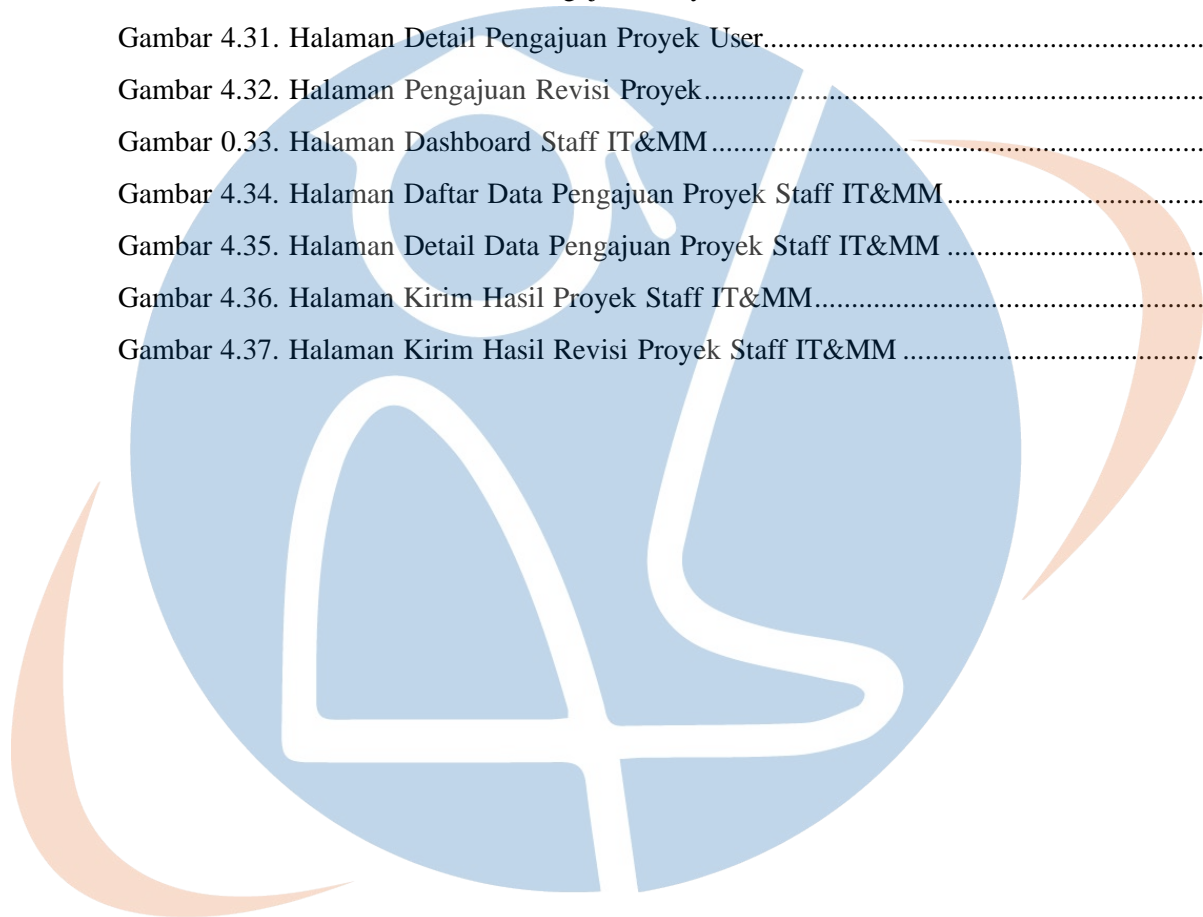 Gambar 4.31. Halaman Detail Pengajuan Proyek User........................................................................
Gambar 4.32. Halaman Pengajuan Revisi Proyek................................................................................
Gambar 0.33. Halaman Dashboard Staff IT&MM...............................................................................
Gambar 4.34. Halaman Daftar Data Pengajuan Proyek Staff IT&MM.........................................
Gambar 4.35. Halaman Detail Data Pengajuan Proyek Staff IT&MM .........................................
Gambar 4.36. Halaman Kirim Hasil Proyek Staff IT&MM..........................................................
Gambar 4.37. Halaman Kirim Hasil Revisi Proyek Staff IT&MM ................................................